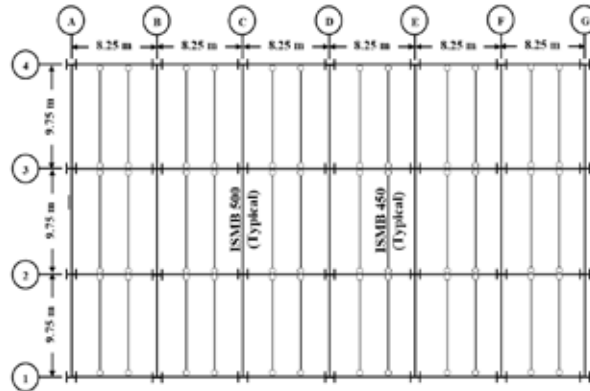 A B C D E F G
8.25 m 8.25 m 8.25 m 8.25 m 8.25 m 8.25 m
4
9.75 m
3
9.75 m
ISMB 500
(Typical)
ISMB 450
(Typical)
2
9.75 m
1